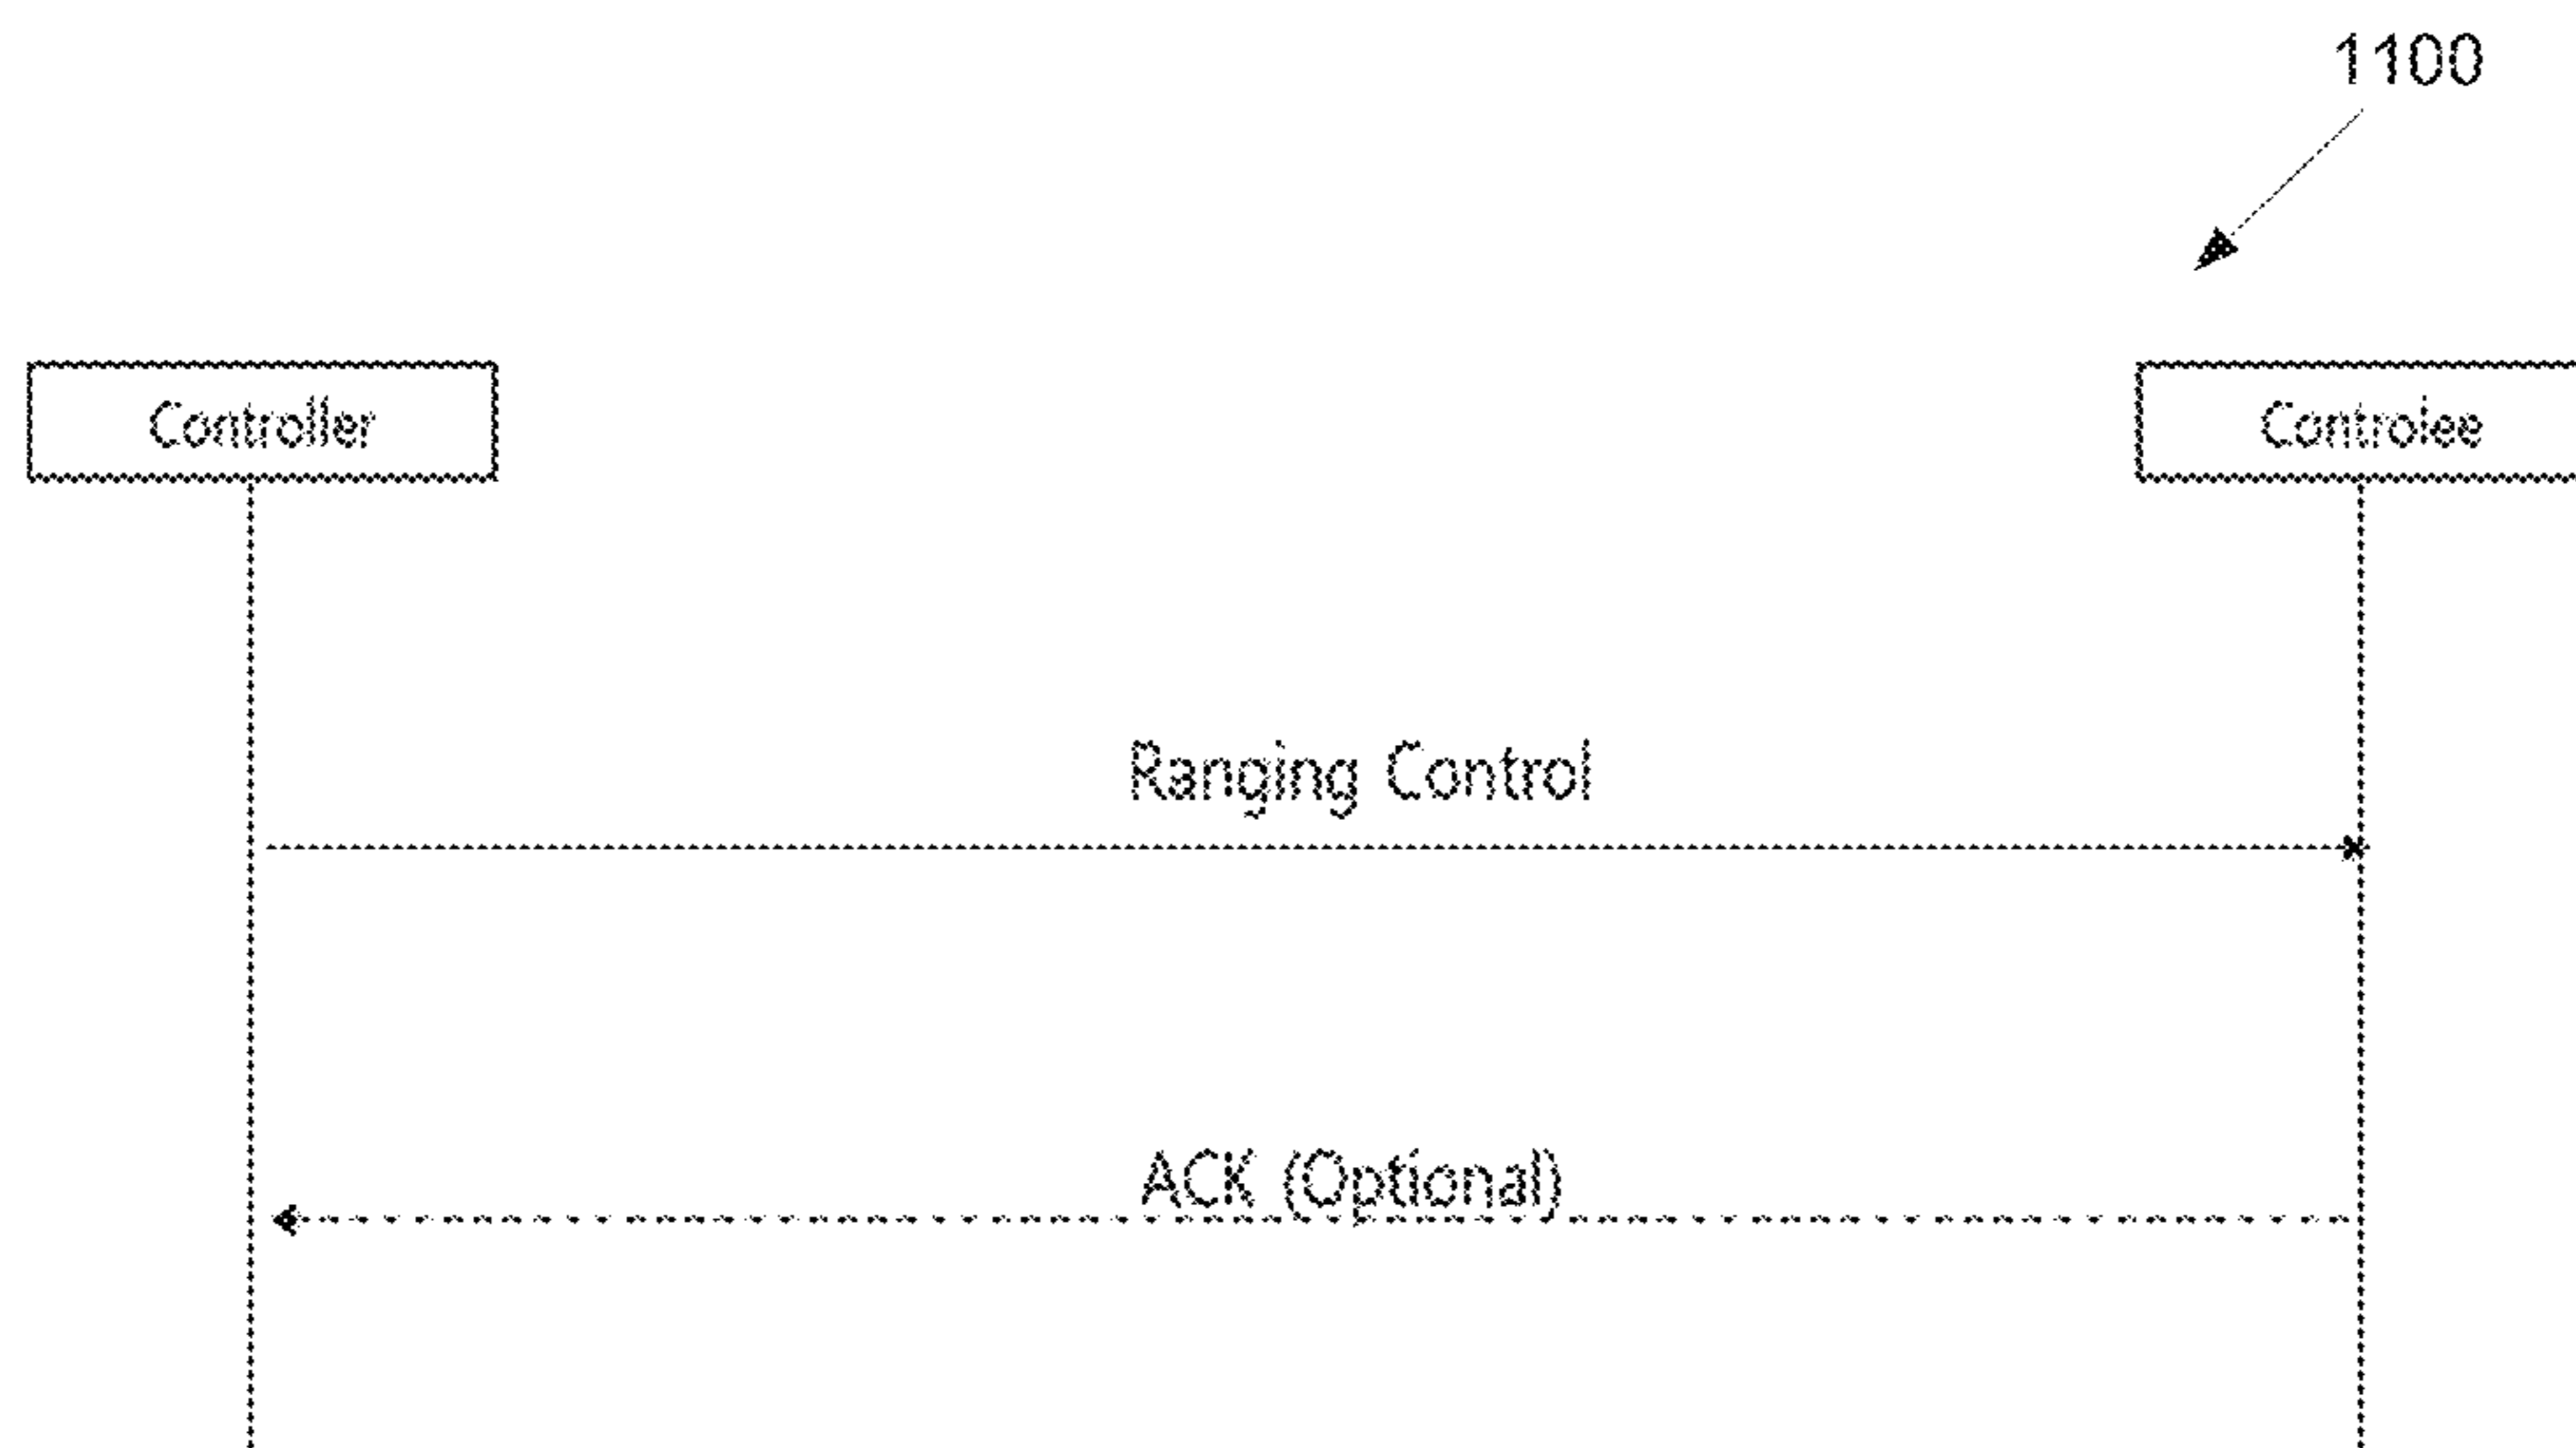 1100
Controller
Controlee
Ranging Control
ACK (Optional)